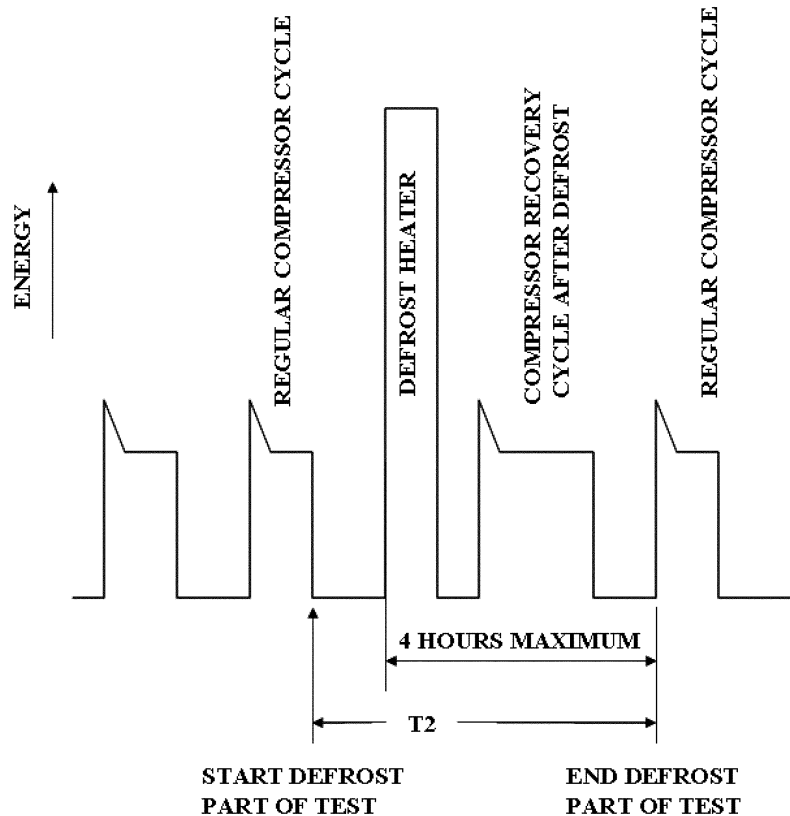 ENERGY
REGULAR COMPRESSOR CYCLE
DEFROST HEATER
COMPRESSOR RECOVERY
CYCLE AFTER DEFROST
REGULAR COMPRESSOR CYCLE
4 HOURS MAXIMUM
T2
START DEFROST
PART OF TEST
END DEFROST
PART OF TEST